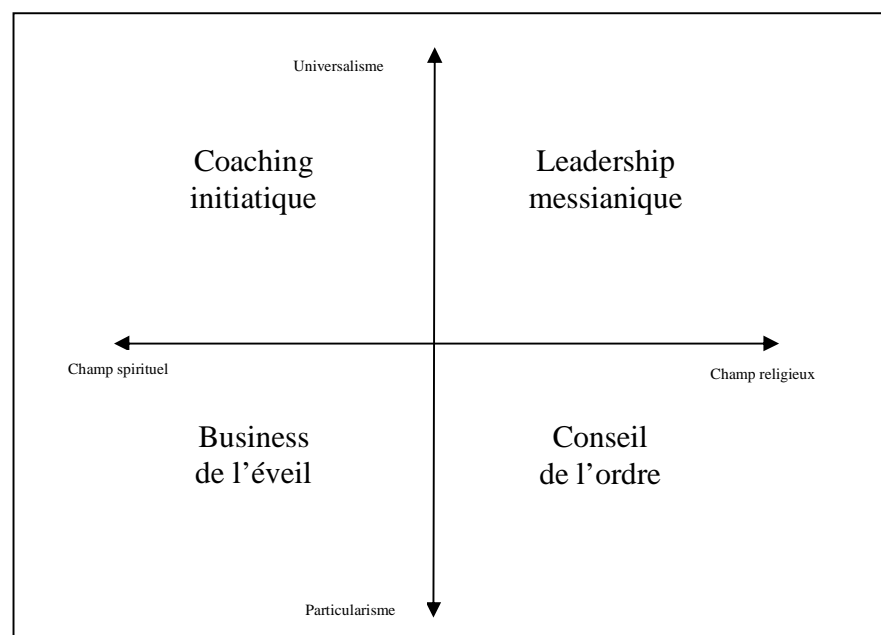 Universalisme
Coaching
initiatique
Leadership
messianique
Champ spirituel
Champ religieux
Business
de l’éveil
Conseil
de l’ordre
Particularisme